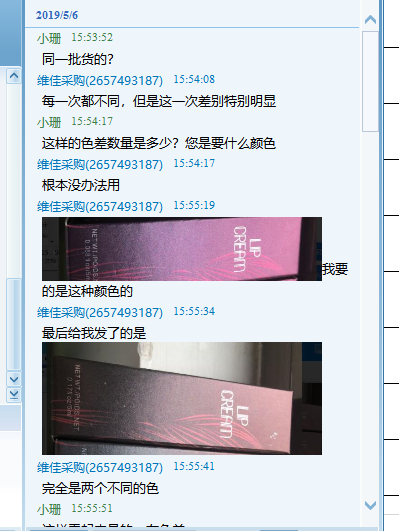 2019/5/6
小珊 15:53:52
同一批货的？
维佳采购(2657493187) 15:54:08
每一次都不同，但是这一次差别特别明显
小珊 15:54:17
这样的色差数量是多少？您是要什么颜色
维佳采购(2657493187) 15:54:17
根本没办法用
维佳采购(2657493187) 15:55:19
LIP
CREAM
我要
的是这种颜色的
维佳采购(2657493187) 15:55:34
最后给我发了的是
LIP
CREAM
维佳采购(2657493187) 15:55:41
完全是两个不同的色
小珊 15:55:51